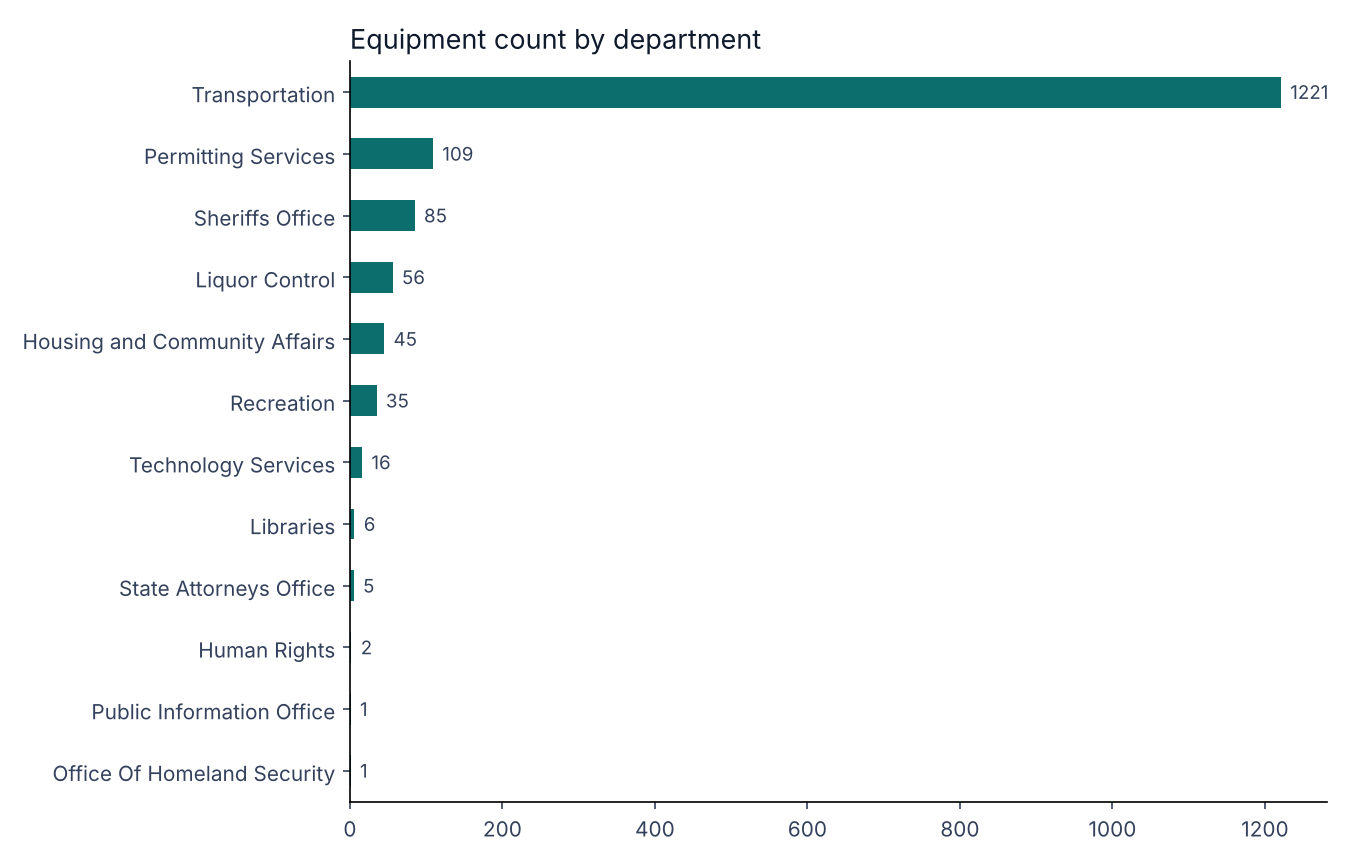 Equipment count by department
Transportation 1221
Permitting Services 109
Sheriffs Office 85
Liquor Control 56
Housing and Community Affairs 45
Recreation 35
Technology Services 16
Libraries 6
State Attorneys Office 5
Human Rights 2
Public Information Office 1
Office Of Homeland Security 1
0 200 400 600 800 1000 1200